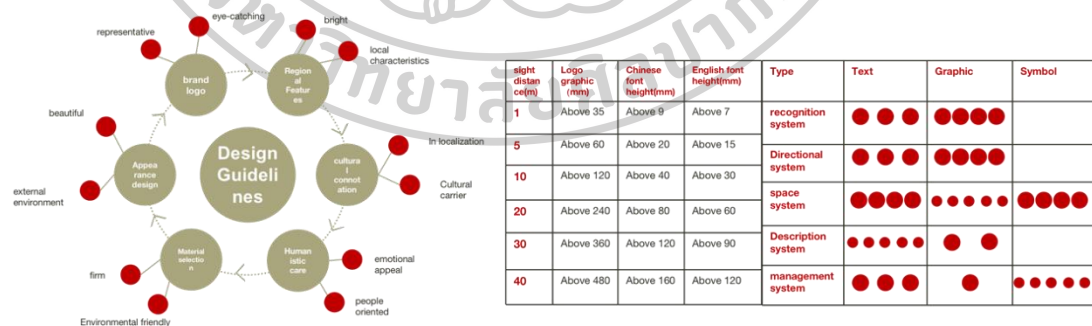 eye-catching
bright
representative
local
characteristics
brand
logo
Region
al Featur
es
beautiful
In localization
Appea
rance
design
Design
Guideli
nes
cultura
l connot
ation
external
environment
Cultural
carrier
Material
selectio
n
Human
istic
care
emotional
appeal
firm
people
oriented
Environmental friendly
sight distan ce(m) Logo graphic (mm) Chinese font height(mm) English font height(mm)
1 Above 35 Above 9 Above 7
5 Above 60 Above 20 Above 15
10 Above 120 Above 40 Above 30
20 Above 240 Above 80 Above 60
30 Above 360 Above 120 Above 90
40 Above 480 Above 160 Above 120
Type Text Graphic Symbol
recognition system
Directional system
space system
Description system
management system